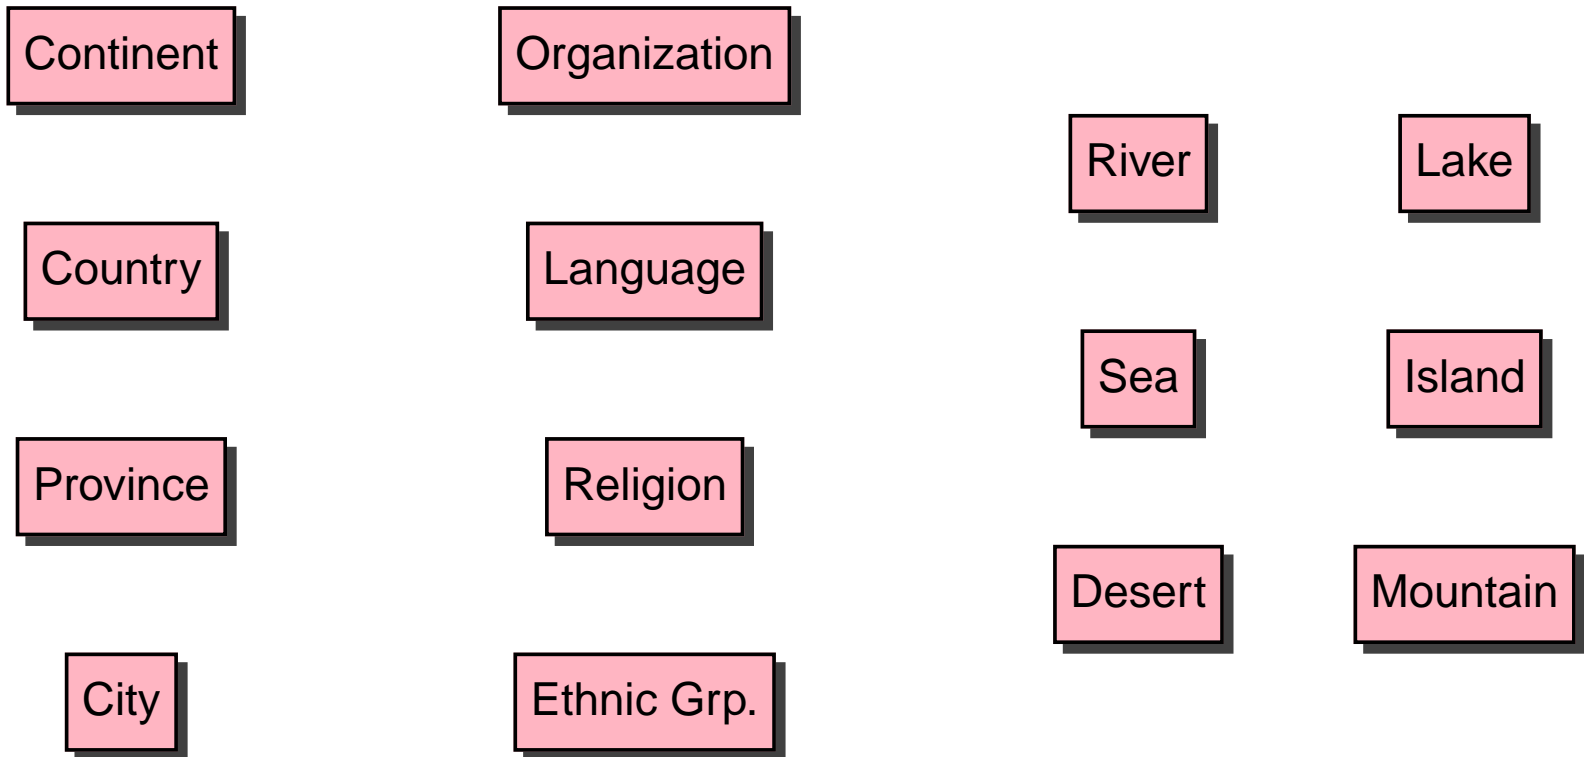 Continent
Organization
River
Lake
Country
Language
Sea
Island
Province
Religion
Desert
Mountain
City
Ethnic Grp.